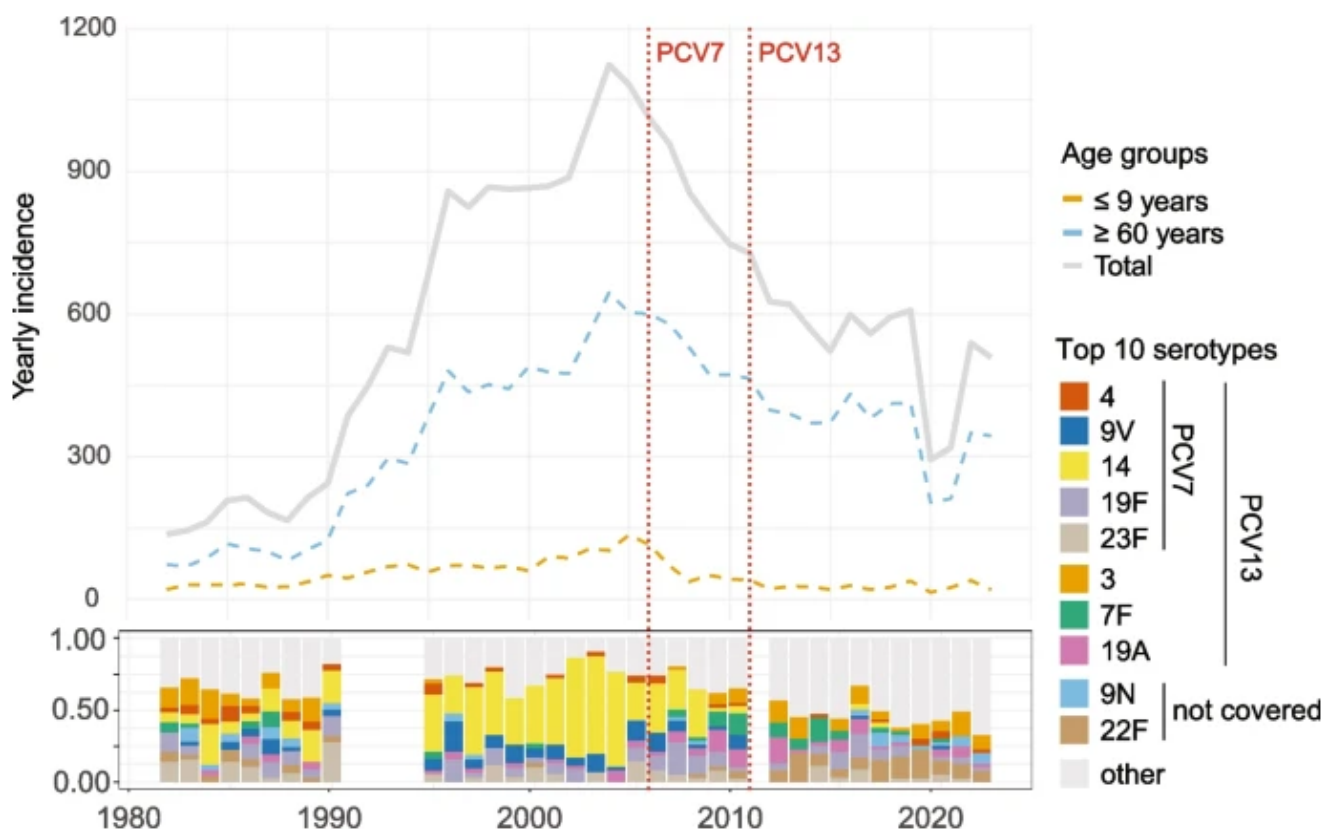 1200
PCV7
PCV13
900
600
300
0
Yearly incidence
Age groups
≤ 9 years
≥ 60 years
Total
Top 10 serotypes
4
9V
14
19F
23F
PCV7
3
7F
19A
PCV13
9N
22F
not covered
other
1.00
0.50
0.00
1980
1990
2000
2010
2020